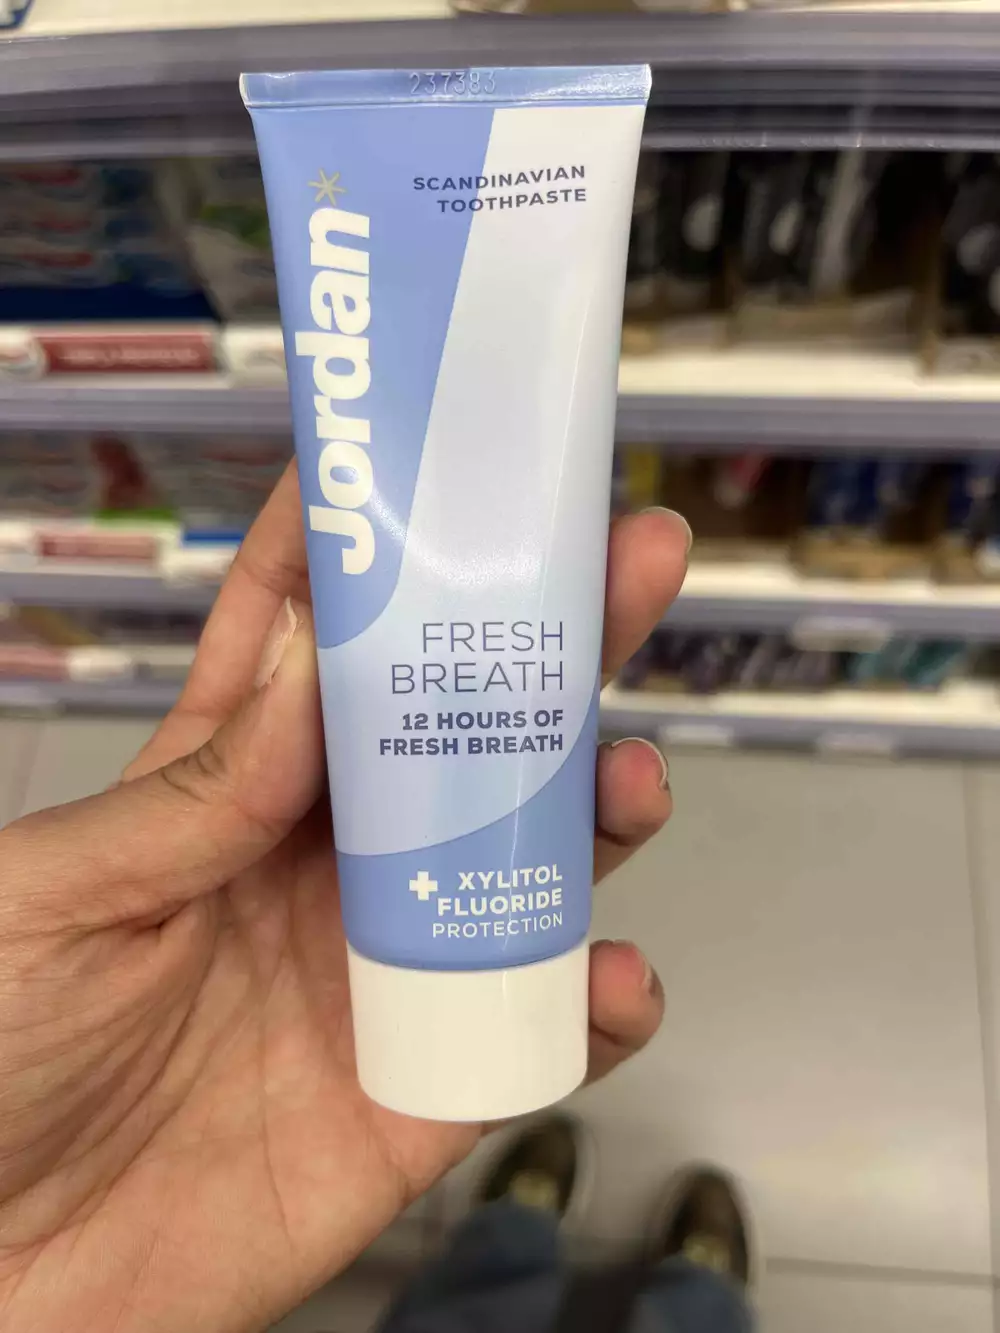 237383
SCANDINAVIAN
TOOTHPASTE
Jordan*
FRESH
BREATH
12 HOURS OF
FRESH BREATH
+ XYLITOL
FLUORIDE
PROTECTION